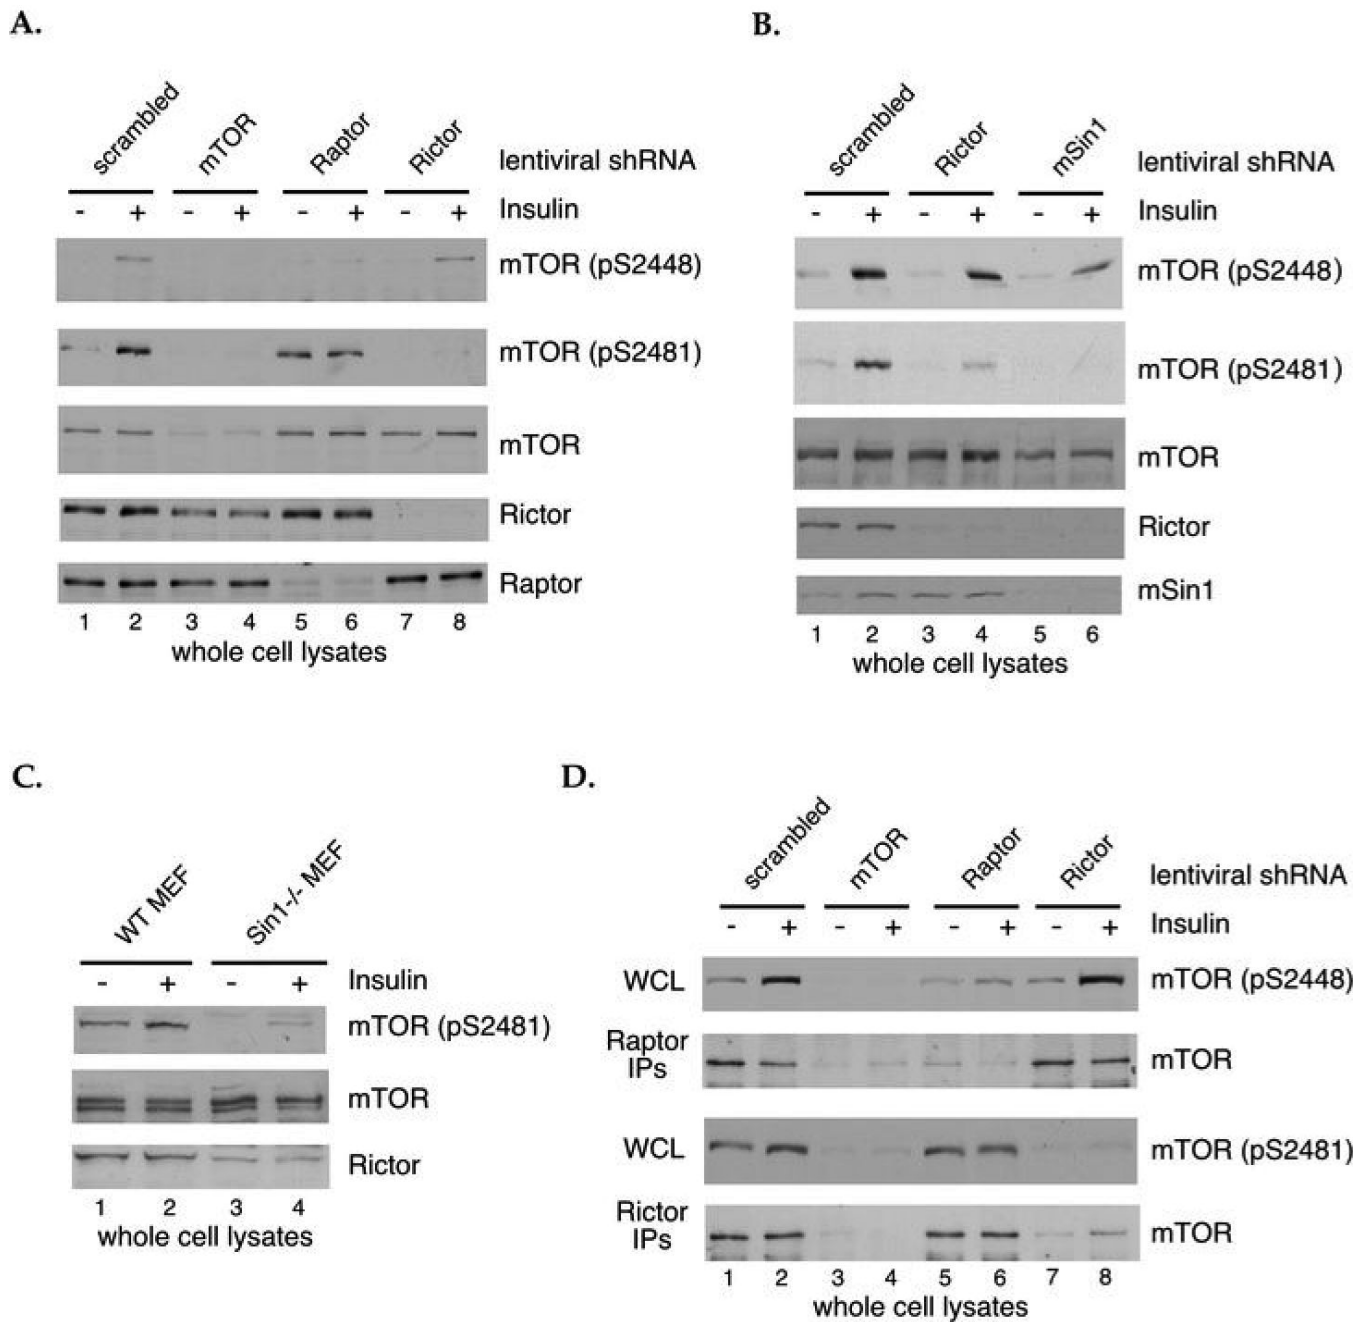 A.
scrambled mTOR Raptor Rictor lentiviral shRNA
- + - + - + - + Insulin
mTOR (pS2448)
mTOR (pS2481)
mTOR
Rictor
Raptor
1 2 3 4 5 6 7 8
whole cell lysates
B.
scrambled Rictor mSin1 lentiviral shRNA
- + - + - + Insulin
mTOR (pS2448)
mTOR (pS2481)
mTOR
Rictor
mSin1
1 2 3 4 5 6
whole cell lysates
C.
WT MEF Sin1-/- MEF
- + - + Insulin
mTOR (pS2481)
mTOR
Rictor
1 2 3 4
whole cell lysates
D.
scrambled mTOR Raptor Rictor lentiviral shRNA
- + - + - + - + Insulin
WCL mTOR (pS2448)
Raptor
IPs mTOR
WCL mTOR (pS2481)
Rictor
IPs mTOR
1 2 3 4 5 6 7 8
whole cell lysates